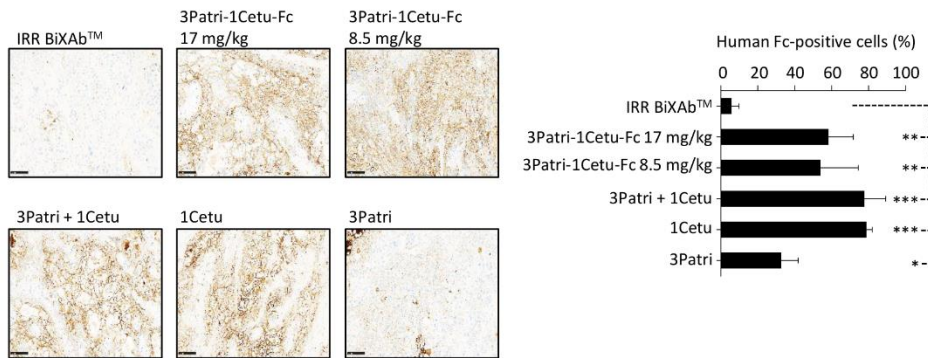 IRR BiXAb™
3Patri-1Cetu-Fc
17 mg/kg
3Patri-1Cetu-Fc
8.5 mg/kg
3Patri + 1Cetu
1Cetu
3Patri
Human Fc-positive cells (%)
0 20 40 60 80 100
IRR BiXAb™
3Patri-1Cetu-Fc 17 mg/kg **
3Patri-1Cetu-Fc 8.5 mg/kg **
3Patri + 1Cetu ***
1Cetu ***
3Patri *